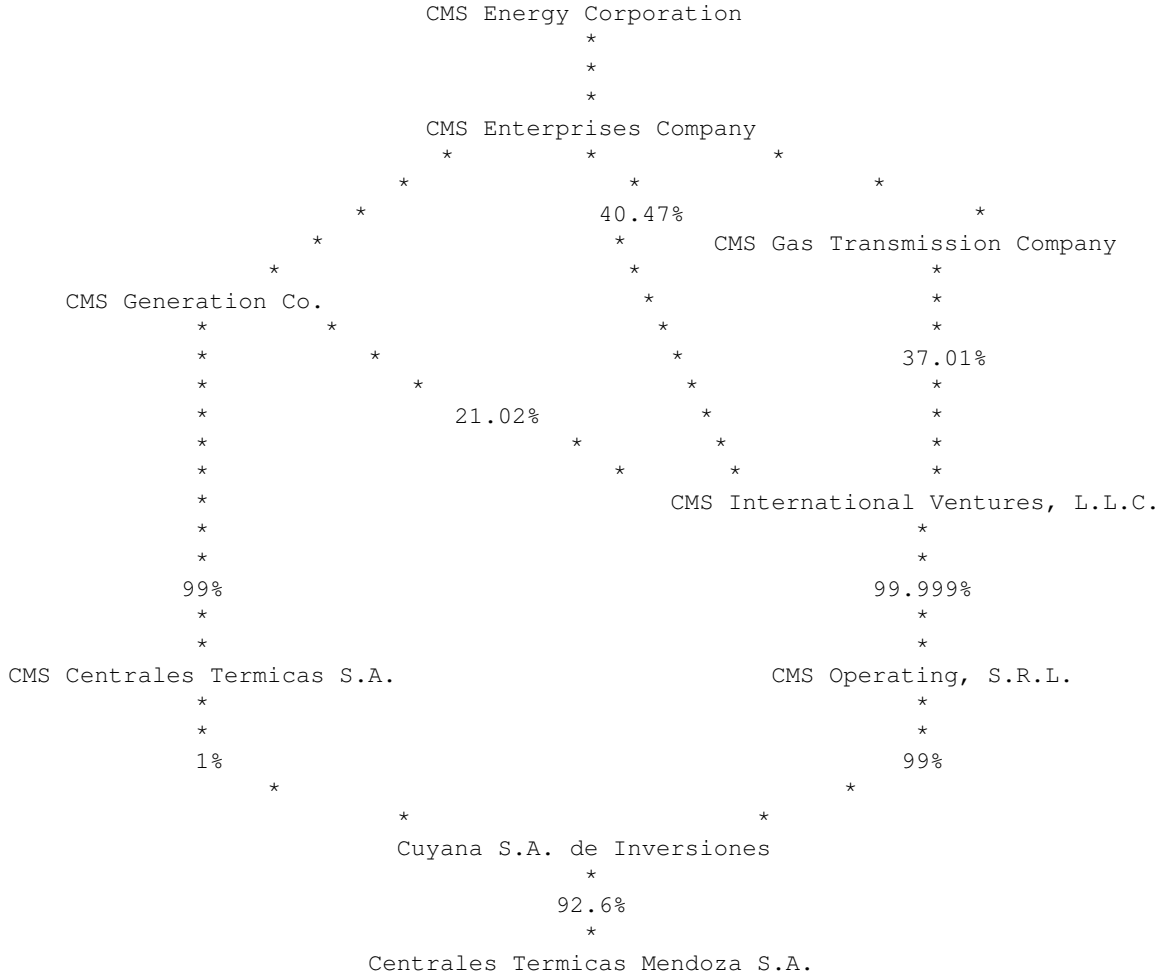 CMS Energy Corporation
*
*
*
CMS Enterprises Company
* * *
* * *
* 40.47% *
* * CMS Gas Transmission Company
* * *
CMS Generation Co. * *
* * * *
* * * 37.01%
* * * *
* 21.02% * *
* * * *
* * * *
* CMS International Ventures, L.L.C.
* *
* *
99% 99.999%
* *
* *
CMS Centrales Termicas S.A. CMS Operating, S.R.L.
* *
* *
1% 99%
* *
* *
Cuyana S.A. de Inversiones
*
92.6%
*
Centrales Termicas Mendoza S.A.